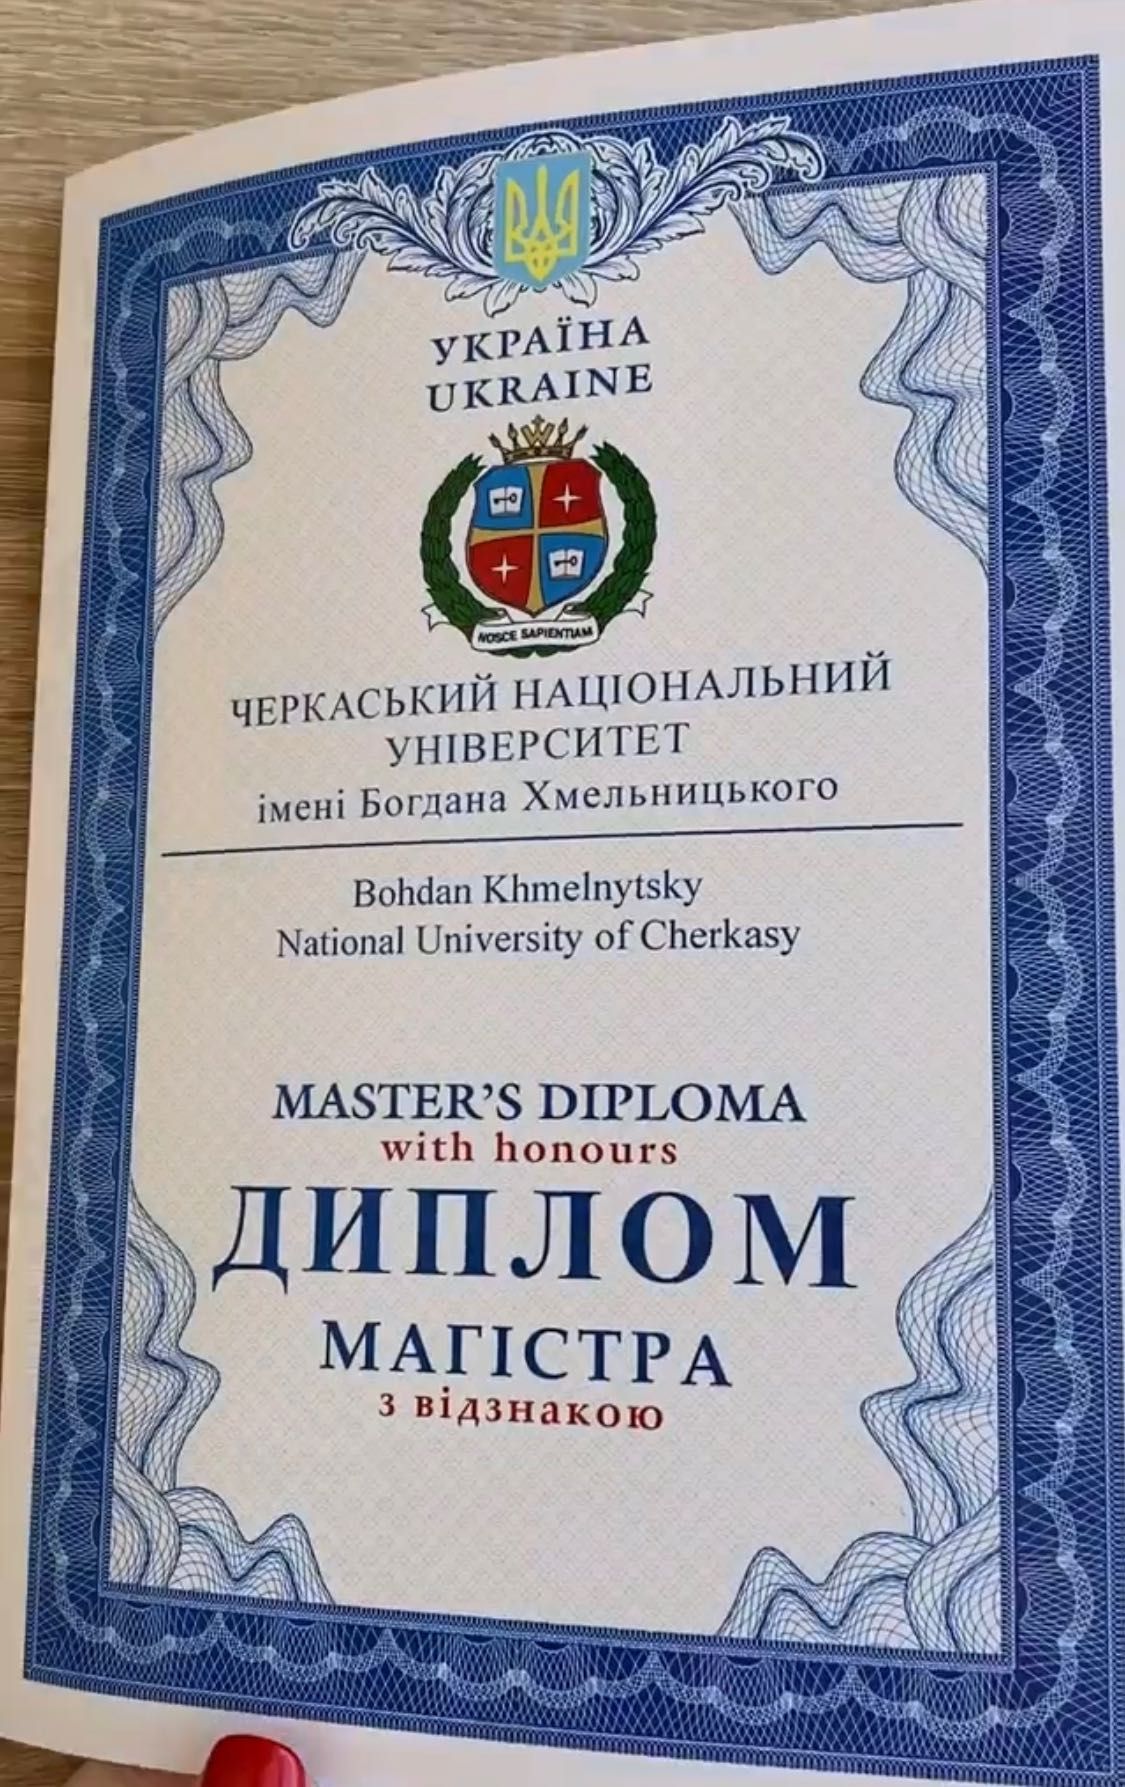 УКРАЇНА
UKRAINE
NOSCE SAPIENTIAM
ЧЕРКАСЬКИЙ НАЦІОНАЛЬНИЙ
УНІВЕРСИТЕТ
імені Богдана Хмельницького
Bohdan Khmelnytsky
National University of Cherkasy
MASTER’S DIPLOMA
with honours
ДИПЛОМ
МАГІСТРА
з відзнакою